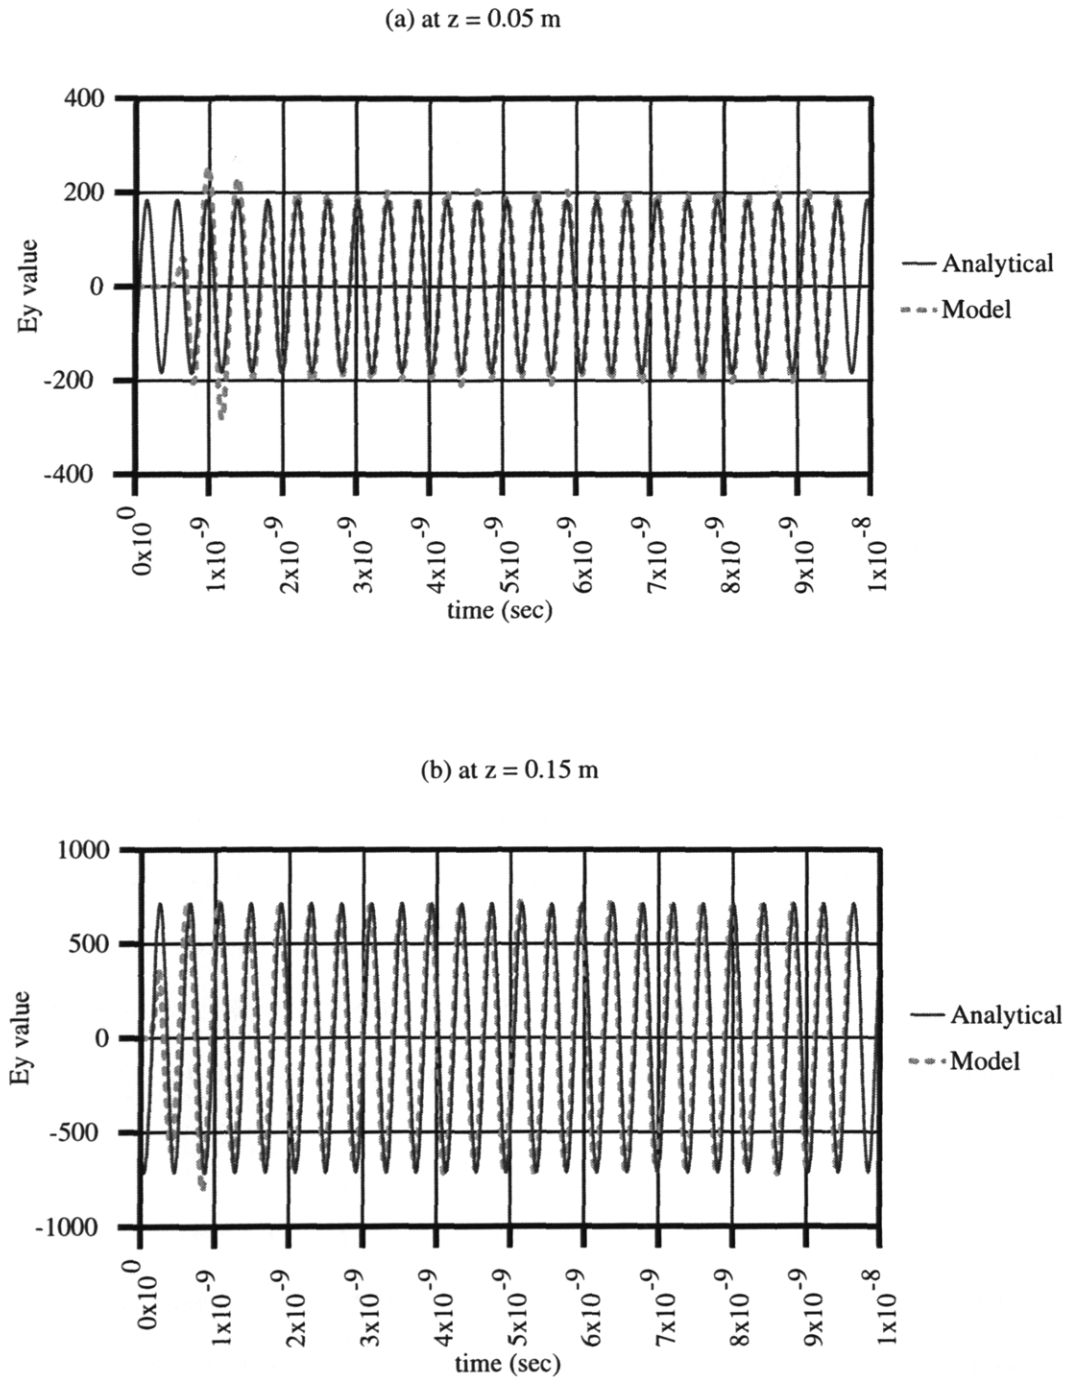 (a) at z = 0.05 m
400
200
0
-200
-400
Ey value
0x10^0
1x10^-9
2x10^-9
3x10^-9
4x10^-9
5x10^-9
6x10^-9
7x10^-9
8x10^-9
9x10^-9
1x10^-8
time (sec)
Analytical
Model
(b) at z = 0.15 m
1000
500
0
-500
-1000
Ey value
0x10^0
1x10^-9
2x10^-9
3x10^-9
4x10^-9
5x10^-9
6x10^-9
7x10^-9
8x10^-9
9x10^-9
1x10^-8
time (sec)
Analytical
Model